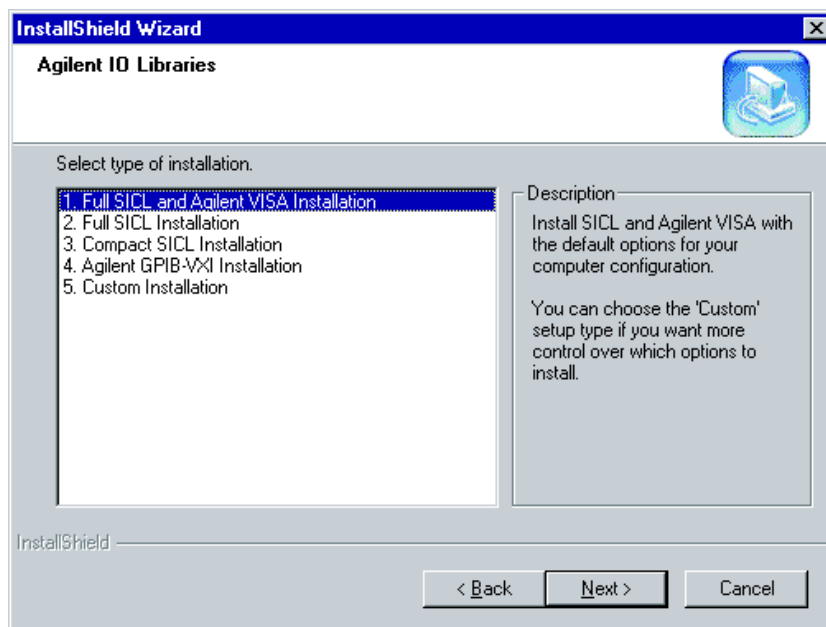 InstallShield Wizard
Agilent IO Libraries
Select type of installation.
1. Full SICL and Agilent VISA Installation
2. Full SICL Installation
3. Compact SICL Installation
4. Agilent GPIB-VXI Installation
5. Custom Installation
Description
Install SICL and Agilent VISA with
the default options for your
computer configuration.
You can choose the 'Custom'
setup type if you want more
control over which options to
install.
InstallShield
< Back
Next >
Cancel